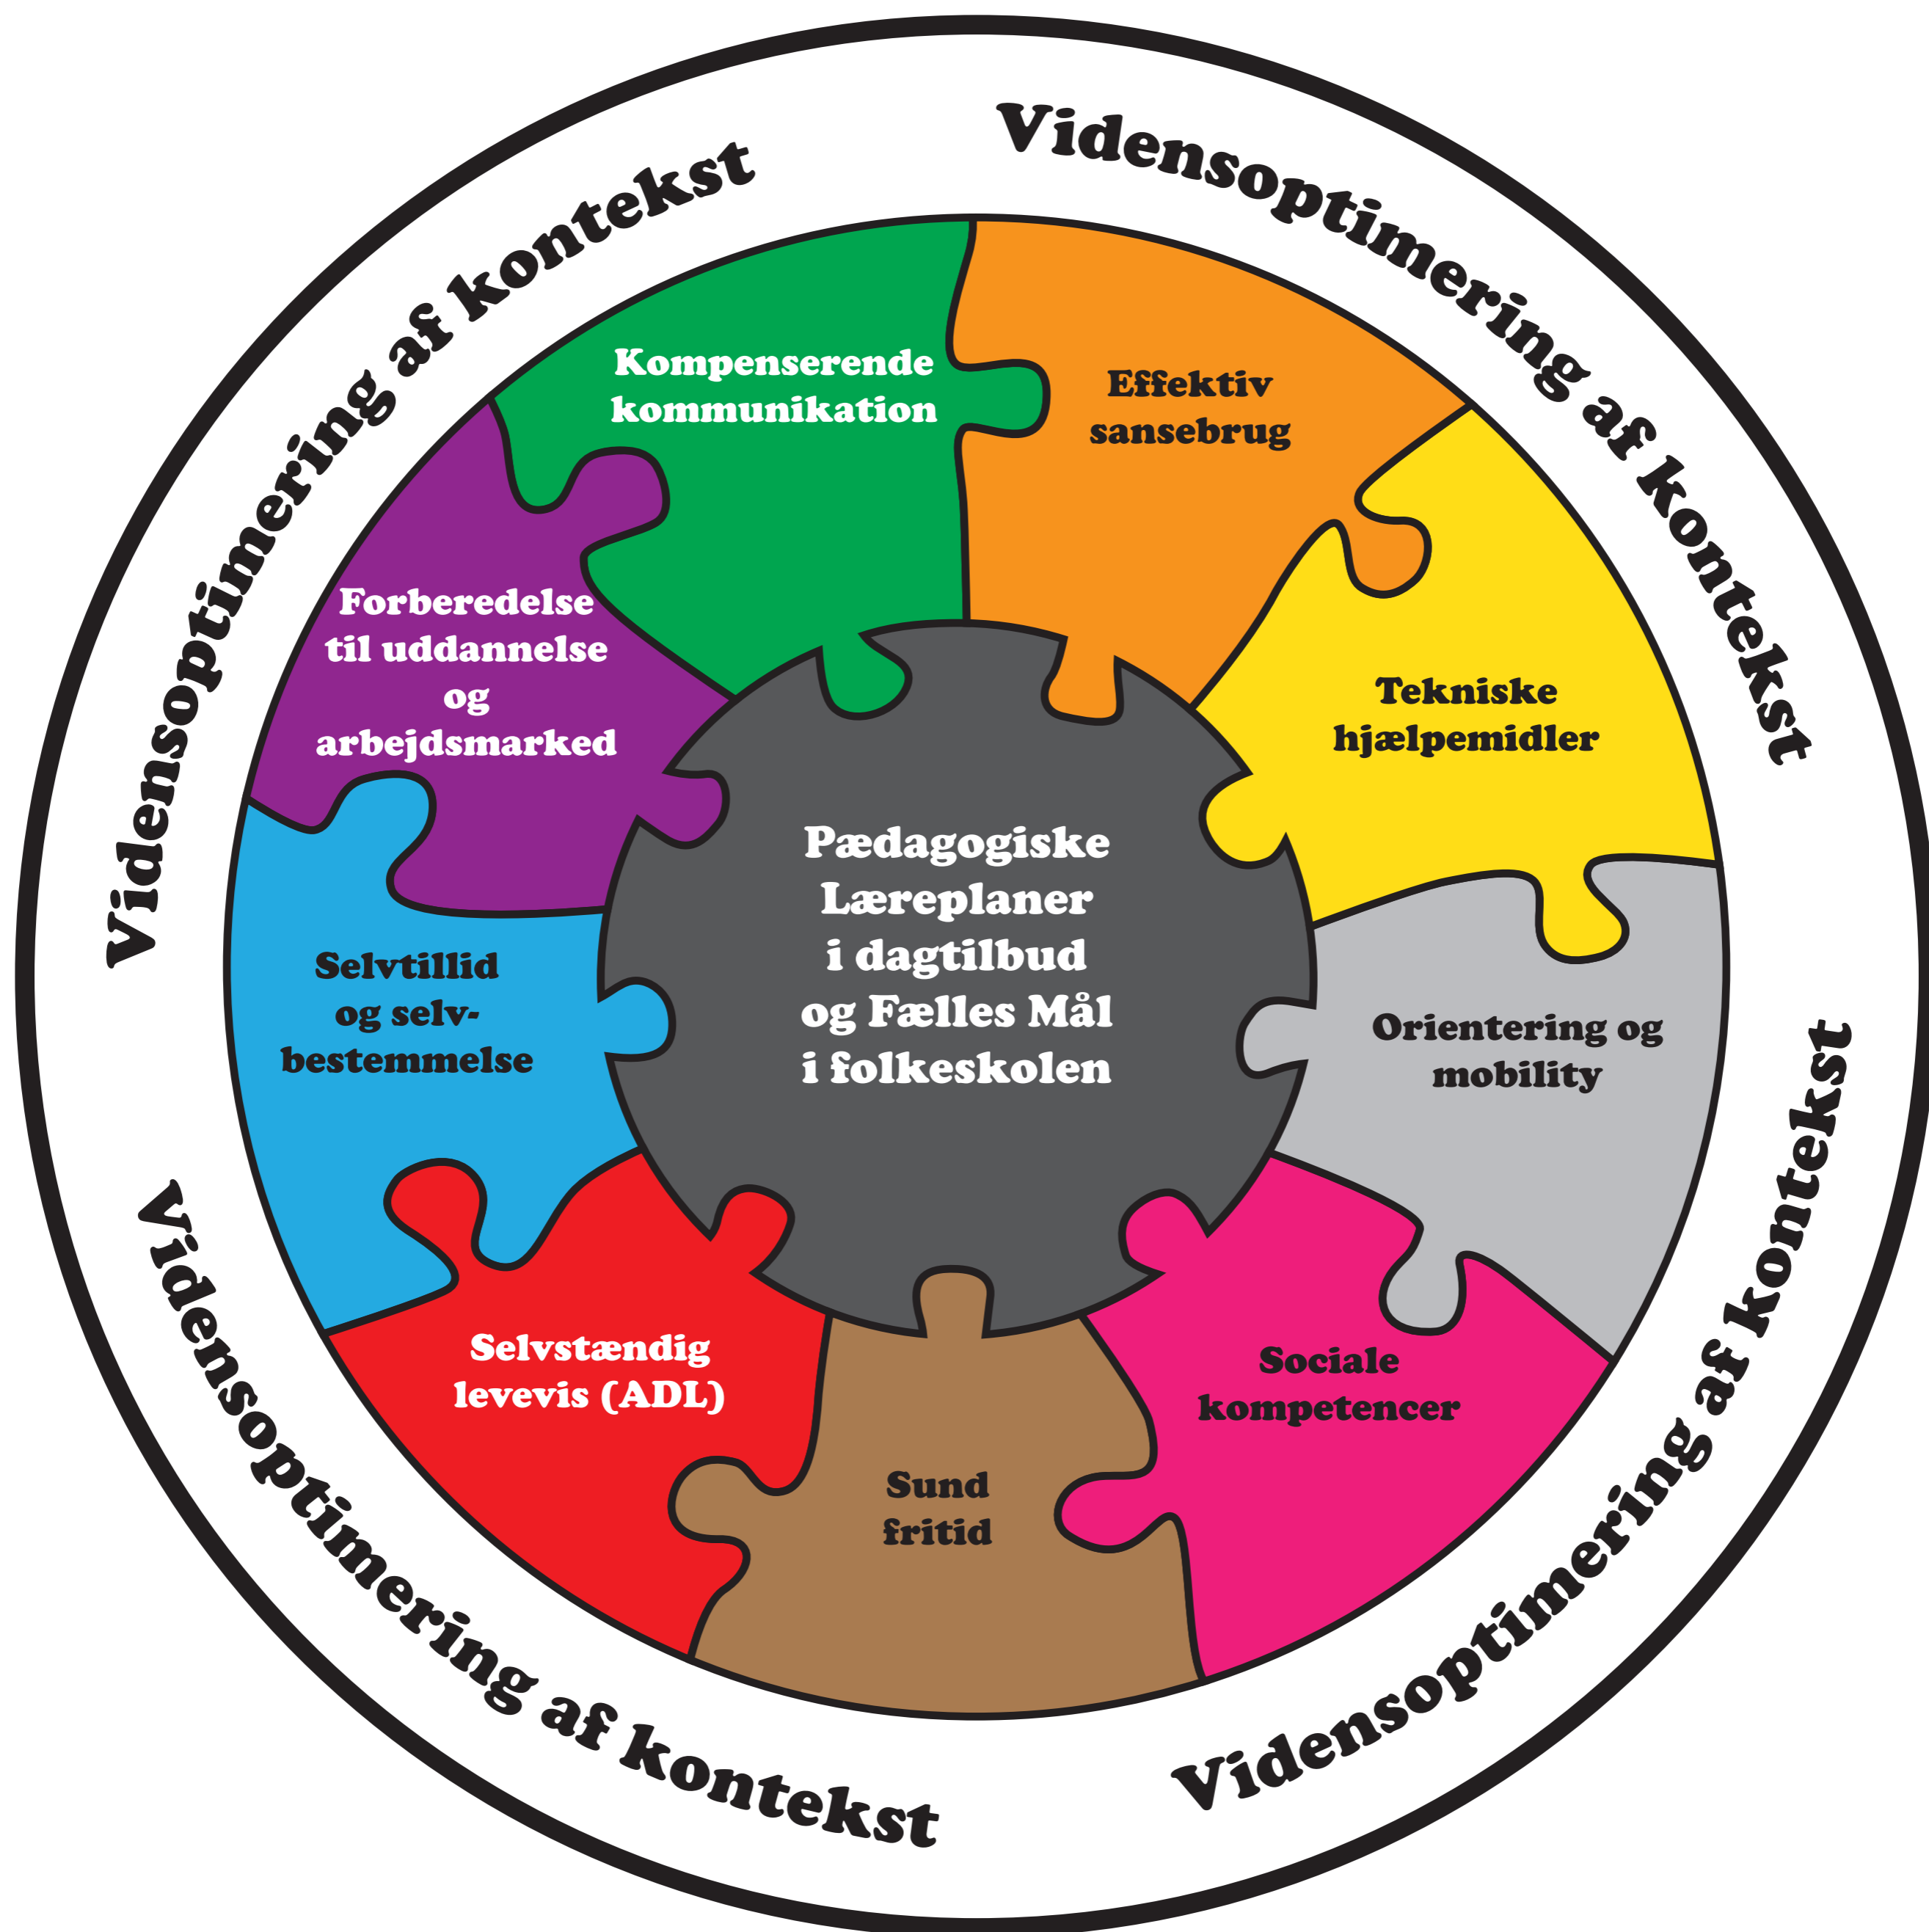 Vidensoptimering af kontekst
Vidensoptimering af kontekst
Kompenserende
kommunikation
Effektiv
sansebrug
Forberedelse
til uddannelse
og
arbejdsmarked
Tekniske
hjælpemidler
Pædagogiske
Læreplaner
i dagtilbud
og Fælles Mål
i folkeskolen
Selvtillid
og selv-
bestemmelse
Orientering og
mobility
Selvstændig
levevis (ADL)
Sociale
kompetencer
Sund
fritid
Vidensoptimering af kontekst
Vidensoptimering af kontekst